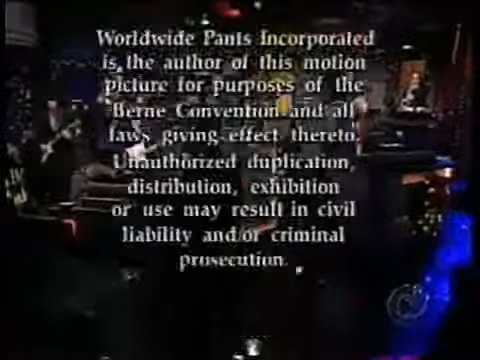 Worldwide Pants Incorporated
is the author of this motion
picture for purposes of the
Berne Convention and all
laws giving effect thereto.
Unauthorized duplication,
distribution, exhibition
or use may result in civil
liability and/or criminal
prosecution.